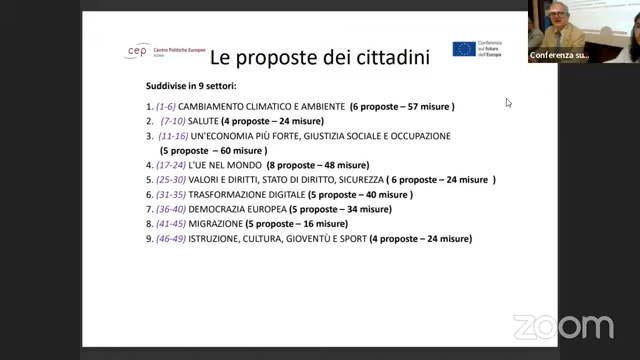 cep
Centro Politiche Europee
ROMA
Le proposte dei cittadini
Conferenza
sul futuro
dell'Europa
Conferenza su...
Suddivise in 9 settori:
1. (1-6) CAMBIAMENTO CLIMATICO E AMBIENTE (6 proposte – 57 misure )
2. (7-10) SALUTE (4 proposte – 24 misure)
3. (11-16) UN'ECONOMIA PIÙ FORTE, GIUSTIZIA SOCIALE E OCCUPAZIONE
(5 proposte – 60 misure )
4. (17-24) L'UE NEL MONDO (8 proposte – 48 misure)
5. (25-30) VALORI E DIRITTI, STATO DI DIRITTO, SICUREZZA ( 6 proposte – 24 misure )
6. (31-35) TRASFORMAZIONE DIGITALE (5 proposte – 40 misure )
7. (36-40) DEMOCRAZIA EUROPEA (5 proposte – 34 misure)
8. (41-45) MIGRAZIONE (5 proposte – 16 misure)
9. (46-49) ISTRUZIONE, CULTURA, GIOVENTÙ E SPORT (4 proposte – 24 misure)
zoom